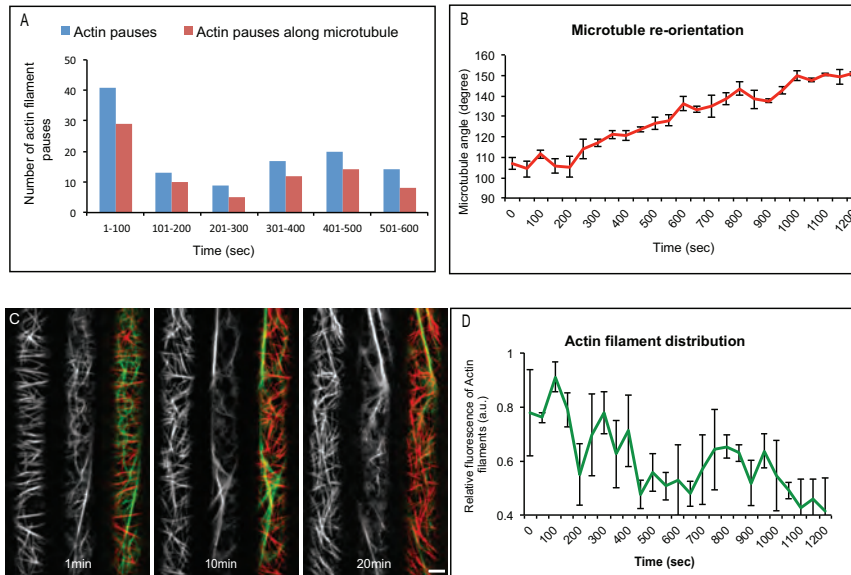 A
Actin pauses
Actin pauses along microtubule
Number of actin filament
pauses
50
40
30
20
10
0
1-100
101-200
201-300
301-400
401-500
501-600
Time (sec)
B
Microtuble re-orientation
Microtubule angle (degree)
160
150
140
130
120
110
100
90
0
100
200
300
400
500
600
700
800
900
1000
1100
1200
Time (sec)
C
1min
10min
20min
D
Actin filament distribution
Relative fluorescence of Actin
filaments (a.u.)
1
0.8
0.6
0.4
0
100
200
300
400
500
600
700
800
900
1000
1100
1200
Time (sec)